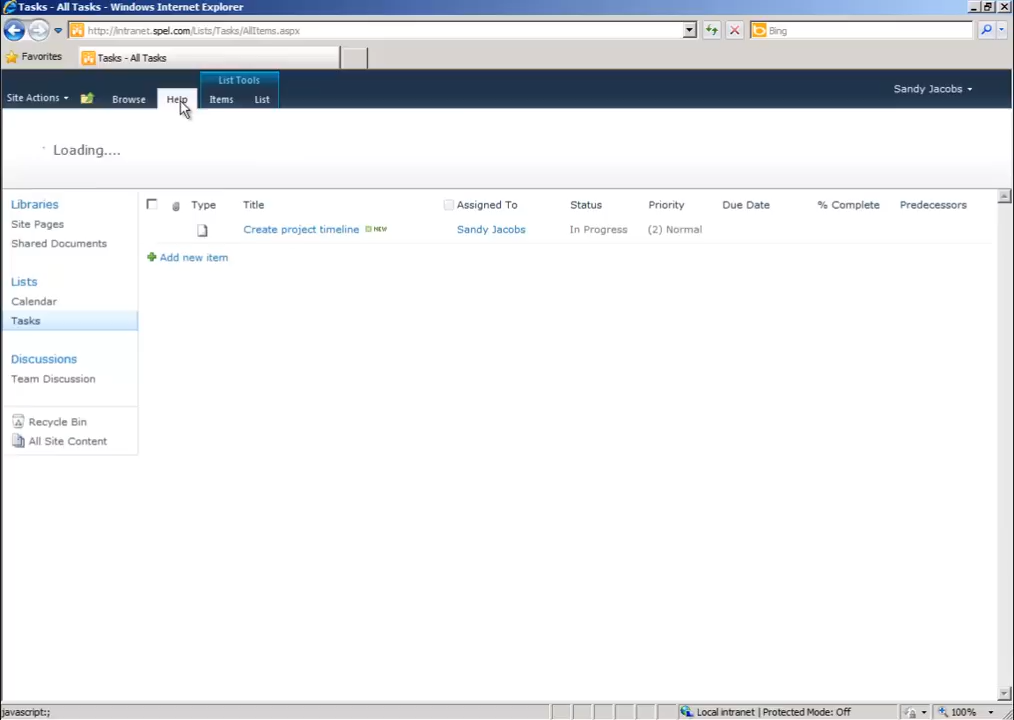 Tasks - All Tasks - Windows Internet Explorer
http://intranet.spel.com/Lists/Tasks/AllItems.aspx
Bing
Favorites
Tasks - All Tasks
List Tools
Site Actions
Browse
Help
Items
List
Sandy Jacobs
Loading....
Libraries
Site Pages
Shared Documents
Lists
Calendar
Tasks
Discussions
Team Discussion
Recycle Bin
All Site Content
Type Title Assigned To Status Priority Due Date % Complete Predecessors
Create project timeline NEW Sandy Jacobs In Progress (2) Normal
Add new item
javascript:;
Local intranet | Protected Mode: Off
100%